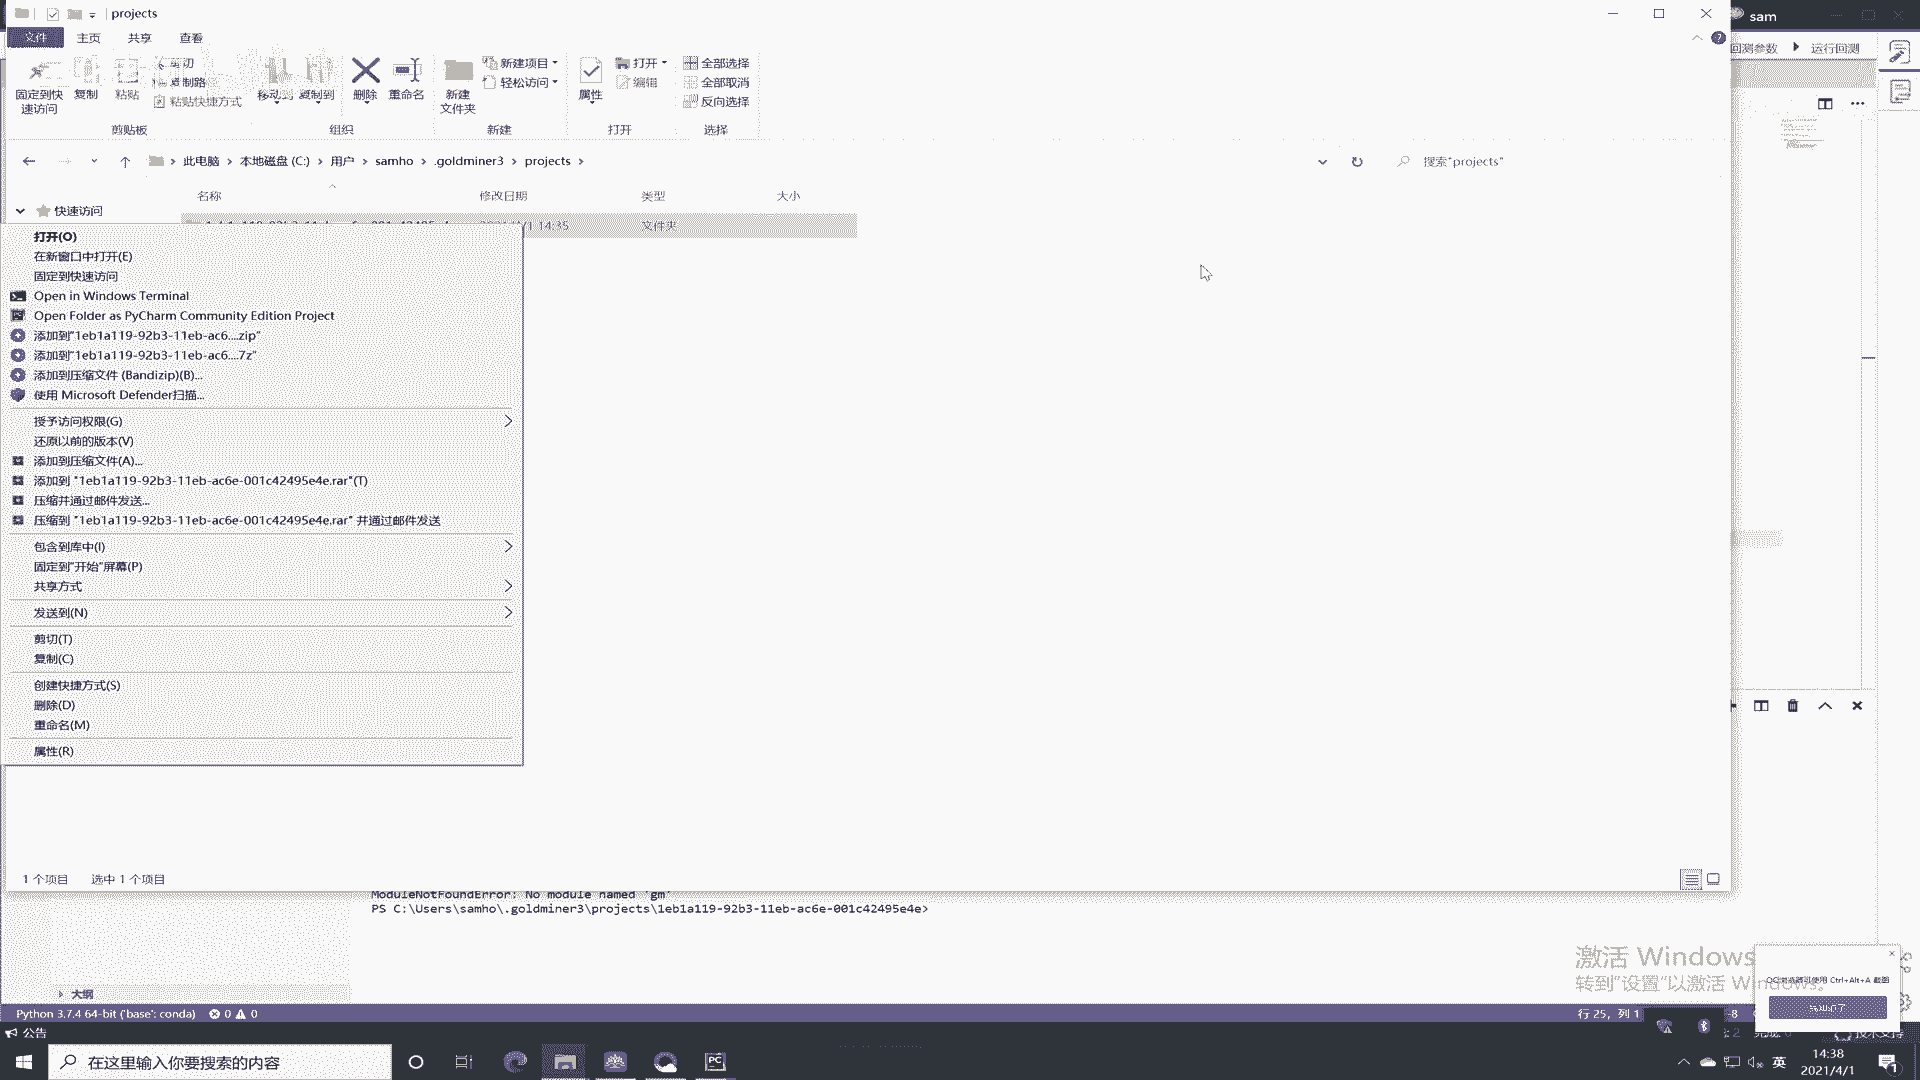 projects
sam
文件
主页
共享
查看
回测参数
运行回测
固定到快
速访问
复制
粘贴
粘贴快捷方式
移动到
复制到
删除
重命名
新建
文件夹
新建项目
轻松访问
属性
打开
编辑
全部选择
全部取消
反向选择
剪贴板
组织
新建
打开
选择
此电脑
本地磁盘 (C:)
用户
samho
.goldminer3
projects
搜索"projects"
名称
修改日期
类型
大小
快速访问
14:35
文件夹
打开(O)
在新窗口中打开(E)
固定到快速访问
Open in Windows Terminal
Open Folder as PyCharm Community Edition Project
添加到"1eb1a119-92b3-11eb-ac6....zip"
添加到"1eb1a119-92b3-11eb-ac6....7z"
添加到压缩文件 (Bandizip)(B)...
使用 Microsoft Defender扫描...
授予访问权限(G)
还原以前的版本(V)
添加到压缩文件(A)...
添加到 "1eb1a119-92b3-11eb-ac6e-001c42495e4e.rar"(T)
压缩并通过邮件发送...
压缩到 "1eb1a119-92b3-11eb-ac6e-001c42495e4e.rar" 并通过邮件发送
包含到库中(I)
固定到"开始"屏幕(P)
共享方式
发送到(N)
剪切(T)
复制(C)
创建快捷方式(S)
删除(D)
重命名(M)
属性(R)
1 个项目
选中 1 个项目
ModuleNotFoundError: No module named 'gm'
PS C:\Users\samho\.goldminer3\projects\1eb1a119-92b3-11eb-ac6e-001c42495e4e>
激活 Windows
转到"设置"以激活 Windows。
Ctrl+Alt+A 截图
大纲
Python 3.7.4 64-bit ('base': conda)
0
0
行 25，列 1
公告
技术支持
在这里输入你要搜索的内容
PC
英
14:38
2021/4/1
1